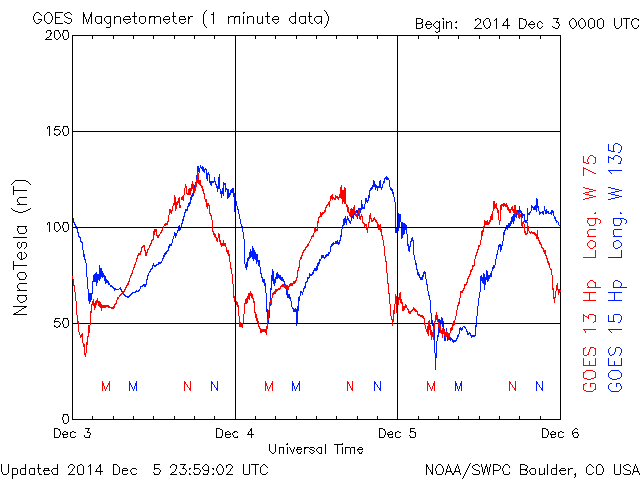 GOES Magnetometer (1 minute data)
Begin: 2014 Dec 3 0000 UTC
200
150
100
50
0
NanoTesla (nT)
M M N N M M N N M M N N
Dec 3 Dec 4 Dec 5 Dec 6
Universal Time
GOES 13 Hp Long. W 75
GOES 15 Hp Long. W 135
Updated 2014 Dec 5 23:59:02 UTC
NOAA/SWPC Boulder, CO USA